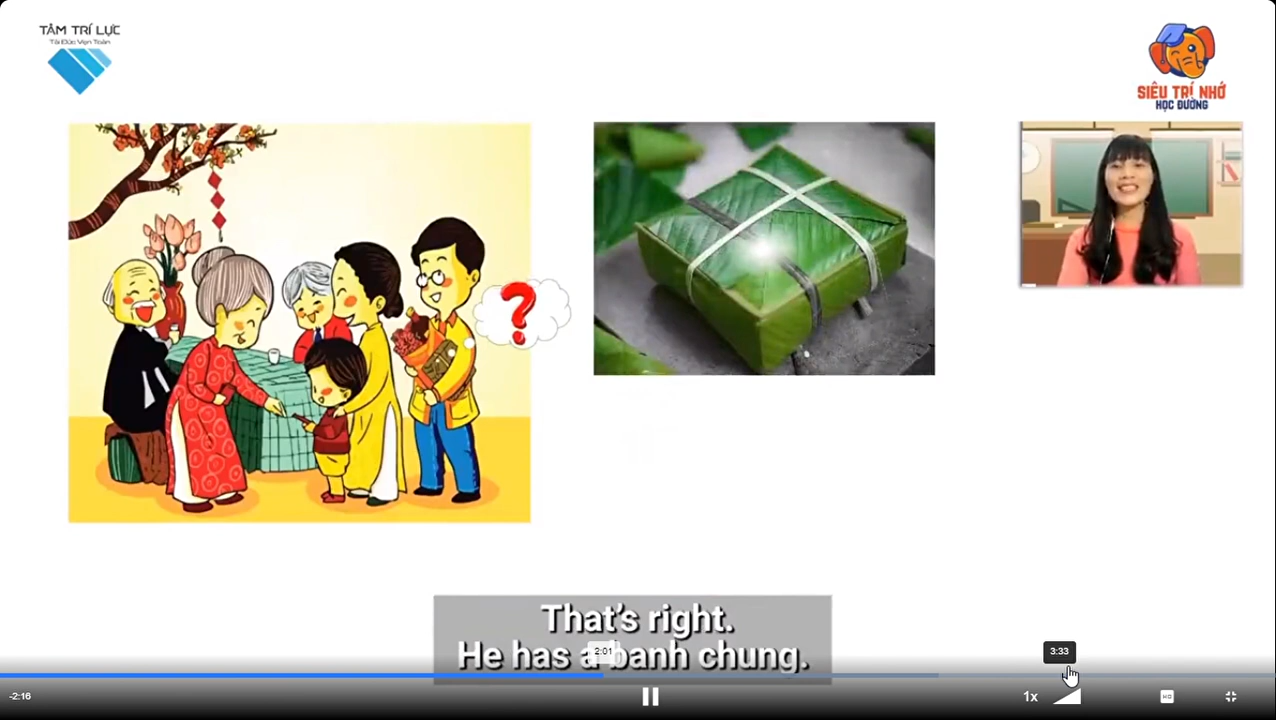 TÂM TRÍ LỰC
Tài Đức Vẹn Toàn
SIÊU TRÍ NHỚ
HỌC ĐƯỜNG
?
That's right.
He has a banh chung.
2:01
3:33
-2:16
1x
HD